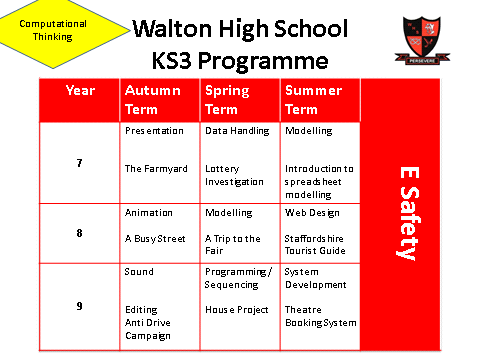 Computational
Thinking
Walton High School
KS3 Programme
PERSEVERE
Year
Autumn
Term
Spring
Term
Summer
Term
E Safety
7
Presentation
The Farmyard
Data Handling
Lottery
Investigation
Modelling
Introduction to
spreadsheet
modelling
8
Animation
A Busy Street
Modelling
A Trip to the
Fair
Web Design
Staffordshire
Tourist Guide
9
Sound
Editing
Anti Drive
Campaign
Programming/
Sequencing
House Project
System
Development
Theatre
Booking System